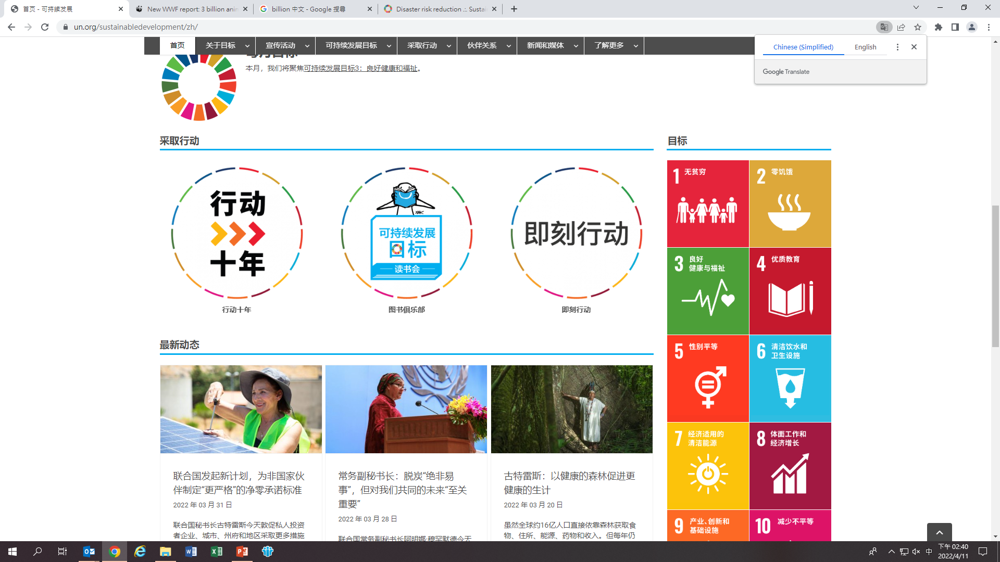 首页 - 可持续发展
New WWF report: 3 billion anim
billion 中文 - Google 搜尋
Disaster risk reduction .:. Sustai
un.org/sustainabledevelopment/zh/
首页
关于目标
宣传活动
可持续发展目标
采取行动
伙伴关系
新闻和媒体
了解更多
Chinese (Simplified)
English
Google Translate
本月，我们将聚焦可持续发展目标3：良好健康和福祉。
采取行动
行动
十年
行动十年
YAK
可持续发展
目标
读书会
图书俱乐部
即刻行动
即刻行动
目标
1 无贫穷
2 零饥饿
3 良好
健康与福祉
4 优质教育
5 性别平等
6 清洁饮水和
卫生设施
7 经济适用的
清洁能源
8 体面工作和
经济增长
9 产业、创新和
基础设施
10 减少不平等
最新动态
联合国发起新计划，为非国家伙
伴制定“更严格”的净零承诺标准
2022 年 03 月 31 日
联合国秘书长古特雷斯今天敦促私人投资
者企业、城市、州府和地区采取更多措施
常务副秘书长：脱炭“绝非易
事”，但对我们共同的未来“至关
重要”
2022 年 03 月 28 日
联合国常务副秘书长阿明娜·穆罕默德今天
古特雷斯：以健康的森林促进更
健康的生计
2022 年 03 月 20 日
虽然全球约16亿人口直接依靠森林获取食
物、住所、能源、药物和收入。但每年仍
中
下午 02:40
2022/4/11